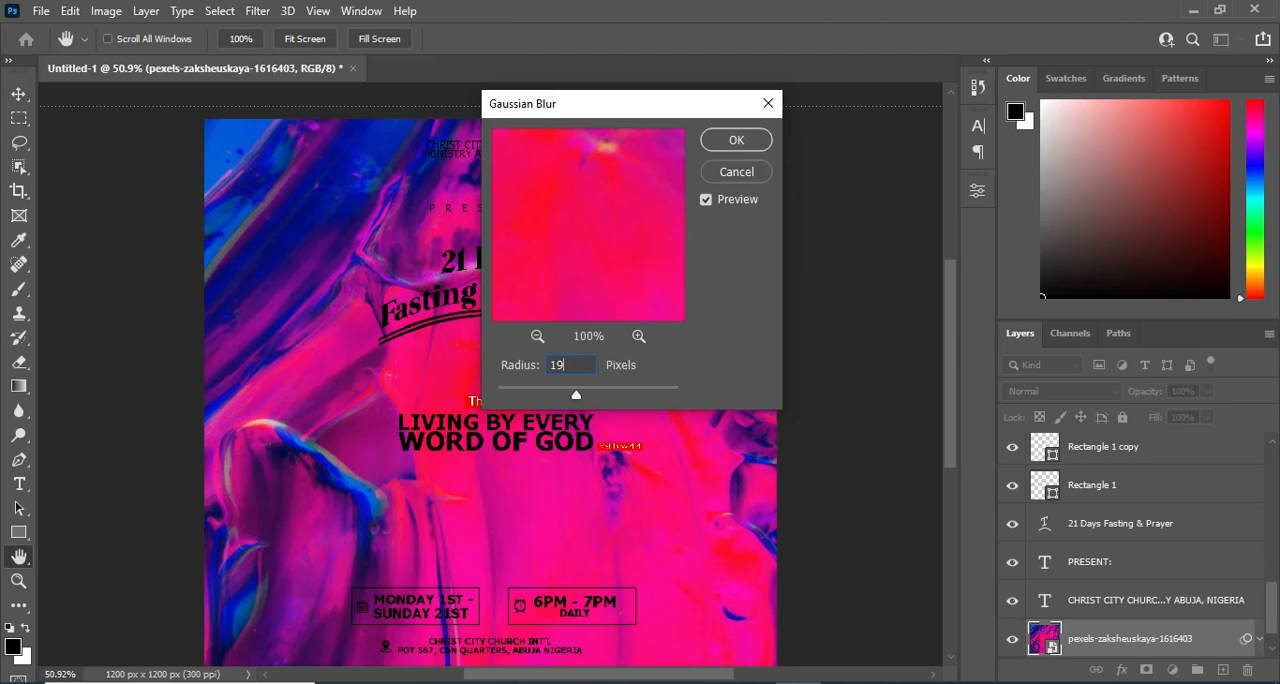 Ps File Edit Image Layer Type Select Filter 3D View Window Help
Scroll All Windows 100% Fit Screen Fill Screen
Untitled-1 @ 50.9% (pexels-zaksheuskaya-1616403, RGB/8) *
Color Swatches Gradients Patterns
Gaussian Blur
OK
Cancel
Preview
100%
Radius: 19 Pixels
CHRIST CIT
MINISTRY A
P R E S
21
Fasting
Th
LIVING BY EVERY
WORD OF GOD
MONDAY 1ST -
SUNDAY 21ST
6PM - 7PM
DAILY
CHRIST CITY CHURCH INT'L
POT 567, CBN QUARTERS, ABUJA NIGERIA
Layers Channels Paths
Kind
Normal Opacity: 100%
Lock: Fill: 100%
Rectangle 1 copy
Rectangle 1
21 Days Fasting & Prayer
PRESENT:
CHRIST CITY CHURC...Y ABUJA, NIGERIA
pexels-zaksheuskaya-1616403
50.92% 1200 px x 1200 px (300 ppi)